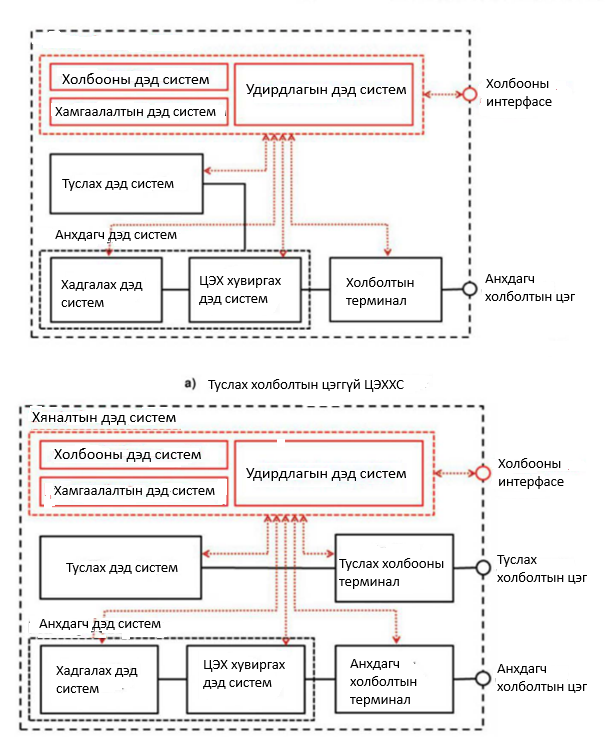 Холбооны дэд систем
Хамгаалалтын дэд систем
Удирдлагын дэд систем
Холбооны
интерфасе
Туслах дэд систем
Анхдагч дэд систем
Хадгалах дэд
систем
ЦЭХ хувиргах
дэд систем
Холболтын
терминал
Анхдагч
холболтын цэг
a) Туслах холболтын цэггүй ЦЭХХС
Хяналтын дэд систем
Холбооны дэд систем
Хамгаалалтын дэд систем
Удирдлагын дэд систем
Холбооны
интерфасе
Туслах дэд систем
Туслах холбооны
терминал
Туслах
холболтын цэг
Анхдагч дэд систем
Хадгалах дэд
систем
ЦЭХ хувиргах
дэд систем
Анхдагч
холболтын
терминал
Анхдагч
холболтын цэг